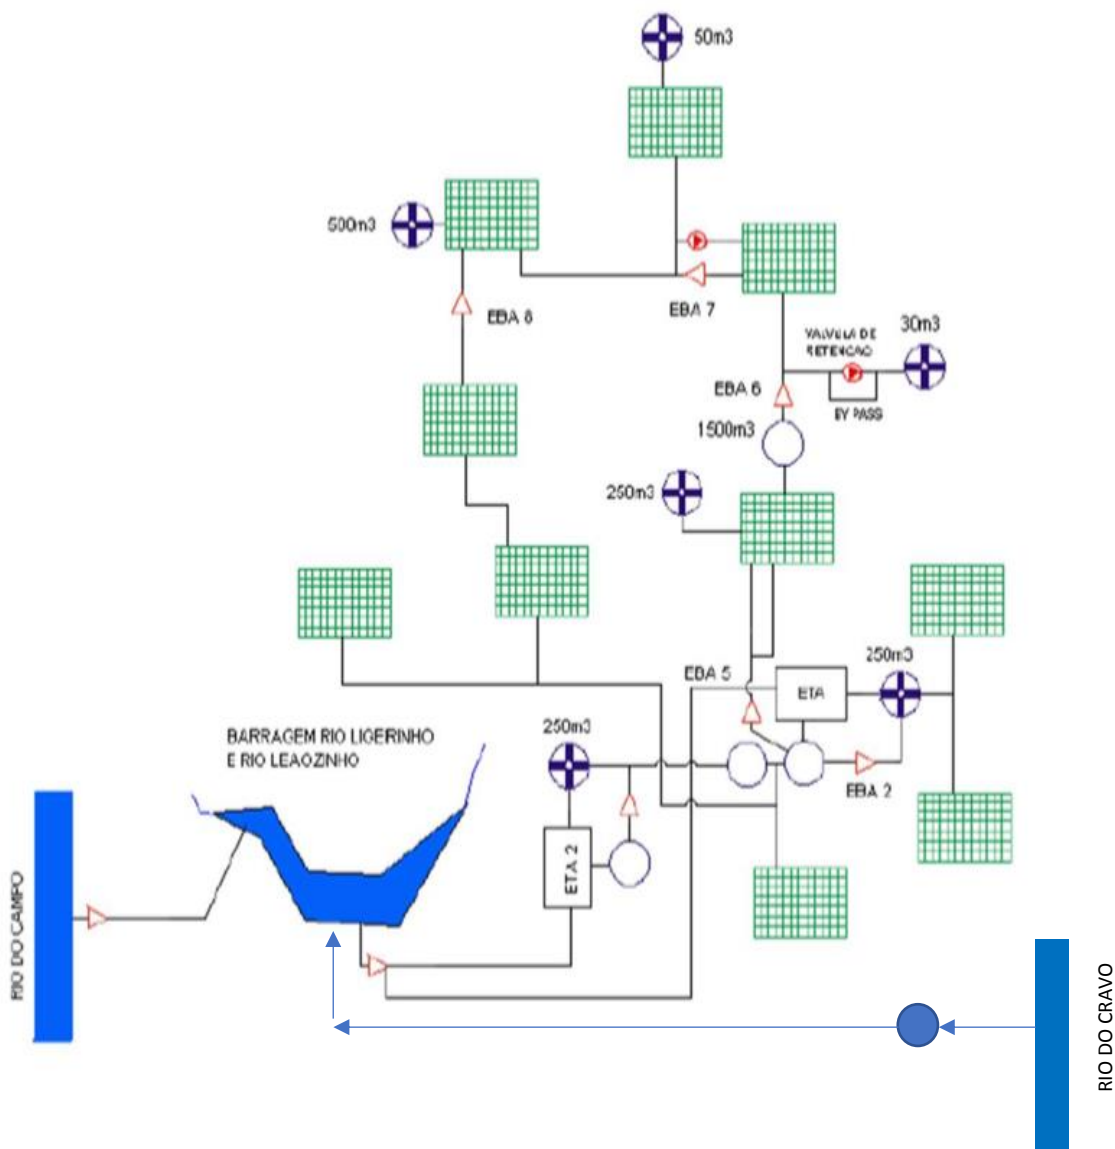 50m3
500m3
EBA 8
EBA 7
VALVULA DE
RETENCAO
30m3
EBA 6
BY PASS
1500m3
250m3
EBA 5
250m3
ETA
BARRAGEM RIO LIGEIRINHO
E RIO LEAOZINHO
250m3
EBA 2
ETA 2
RIO DO CAMPO
RIO DO CRAVO